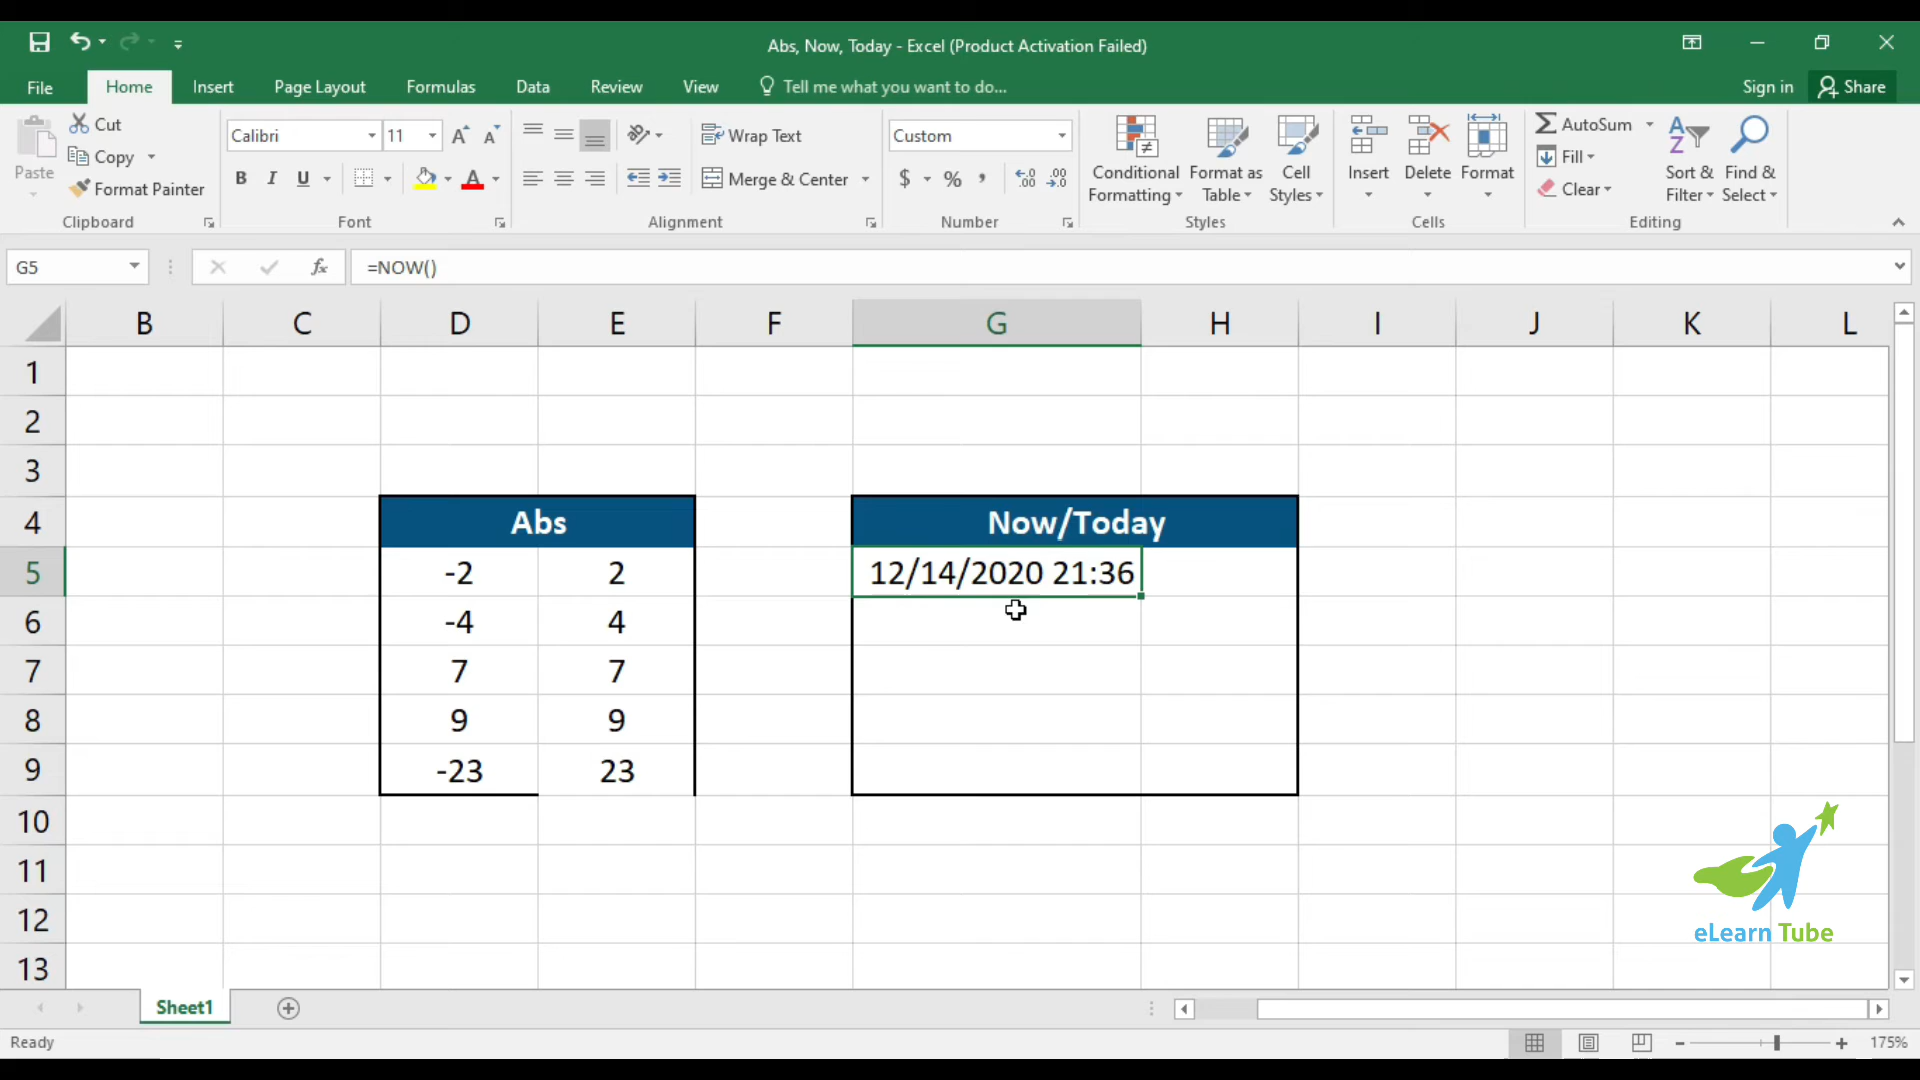 Abs, Now, Today - Excel (Product Activation Failed)
File Home Insert Page Layout Formulas Data Review View Tell me what you want to do... Sign in Share
Paste Cut Copy Format Painter
Clipboard
Calibri 11
B I U A
Font
Wrap Text
Merge & Center
Alignment
Custom
$ % ,
Number
Conditional Formatting
Format as Table
Cell Styles
Styles
Insert Delete Format
Cells
AutoSum
Fill
Clear
Sort & Filter
Find & Select
Editing
G5 fx =NOW()
B C D E F G H I J K L
1
2
3
4 Abs Now/Today
5 -2 2 12/14/2020 21:36
6 -4 4
7 7 7
8 9 9
9 -23 23
10
11
12
13
eLearn Tube
Sheet1
Ready 175%